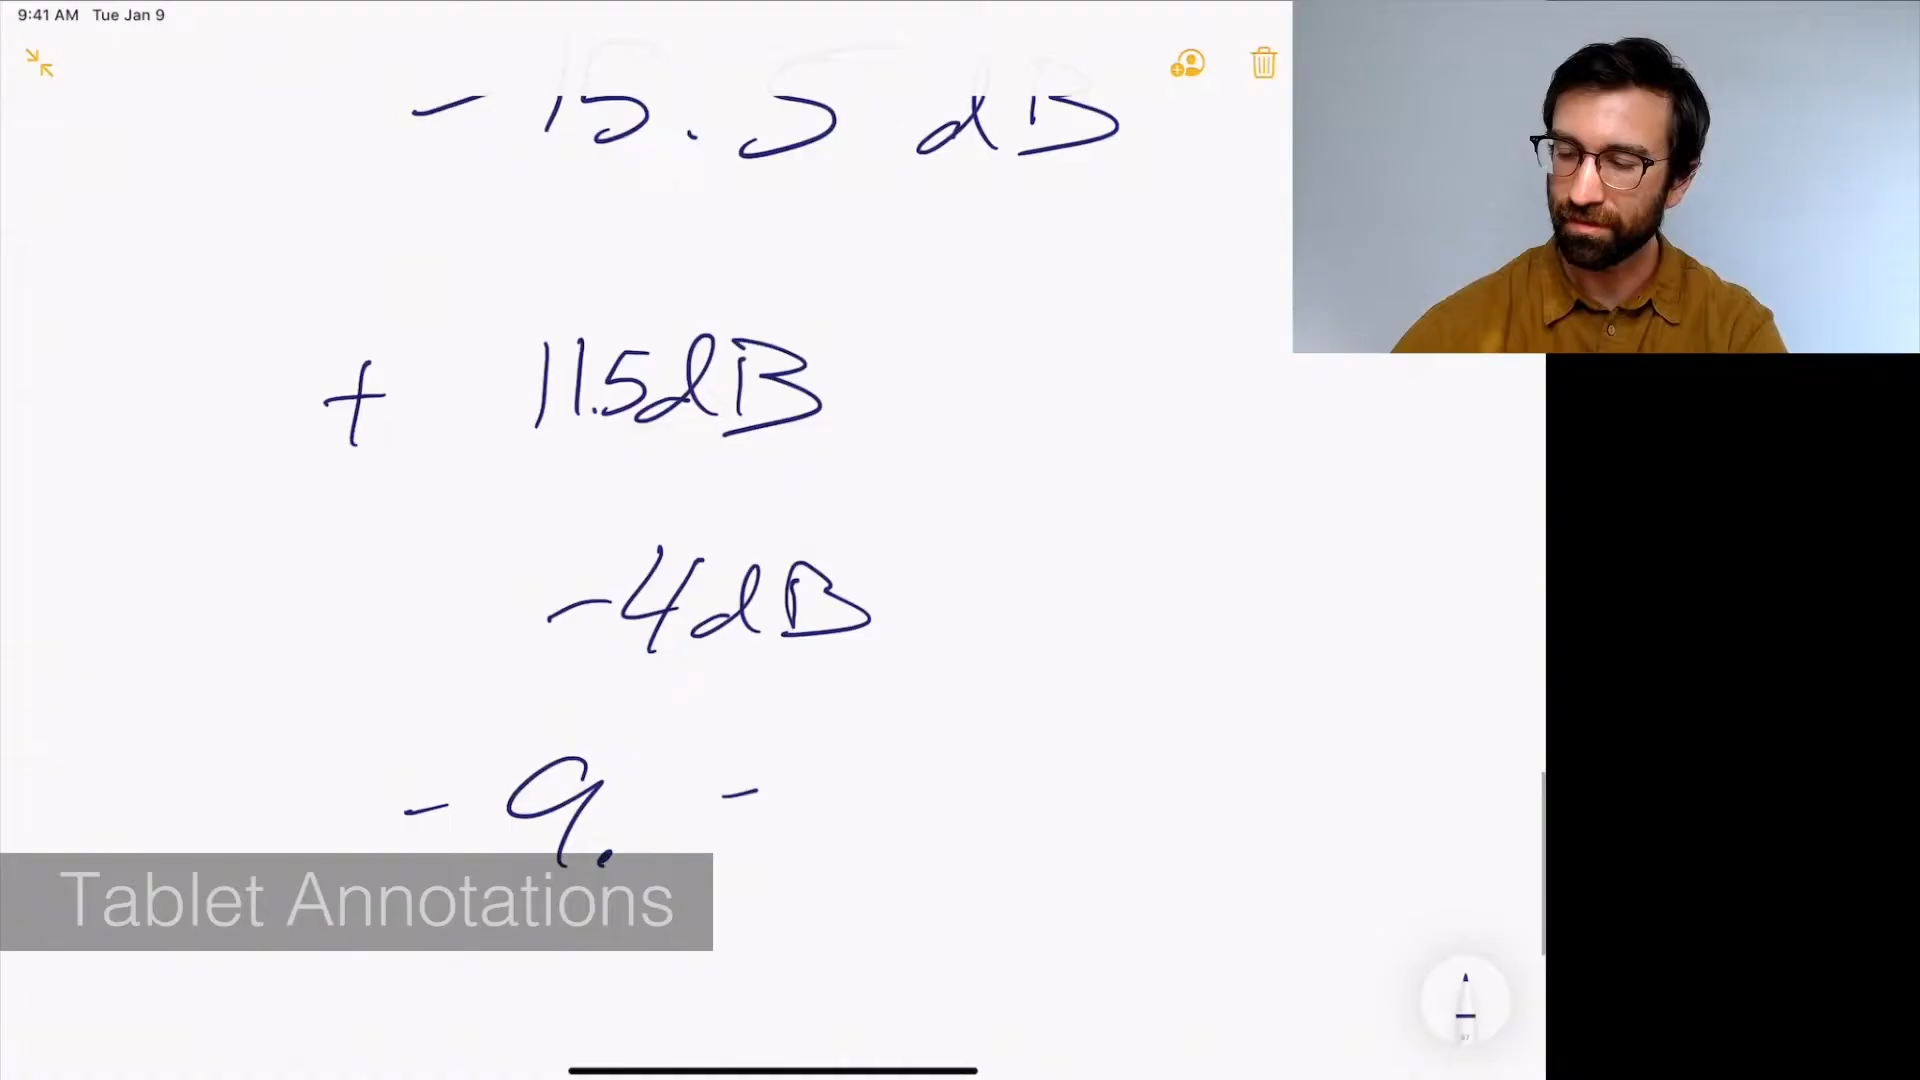 9:41 AM Tue Jan 9
- 15.5 dB
+ 11.5dB
-4dB
- 9. -
Tablet Annotations